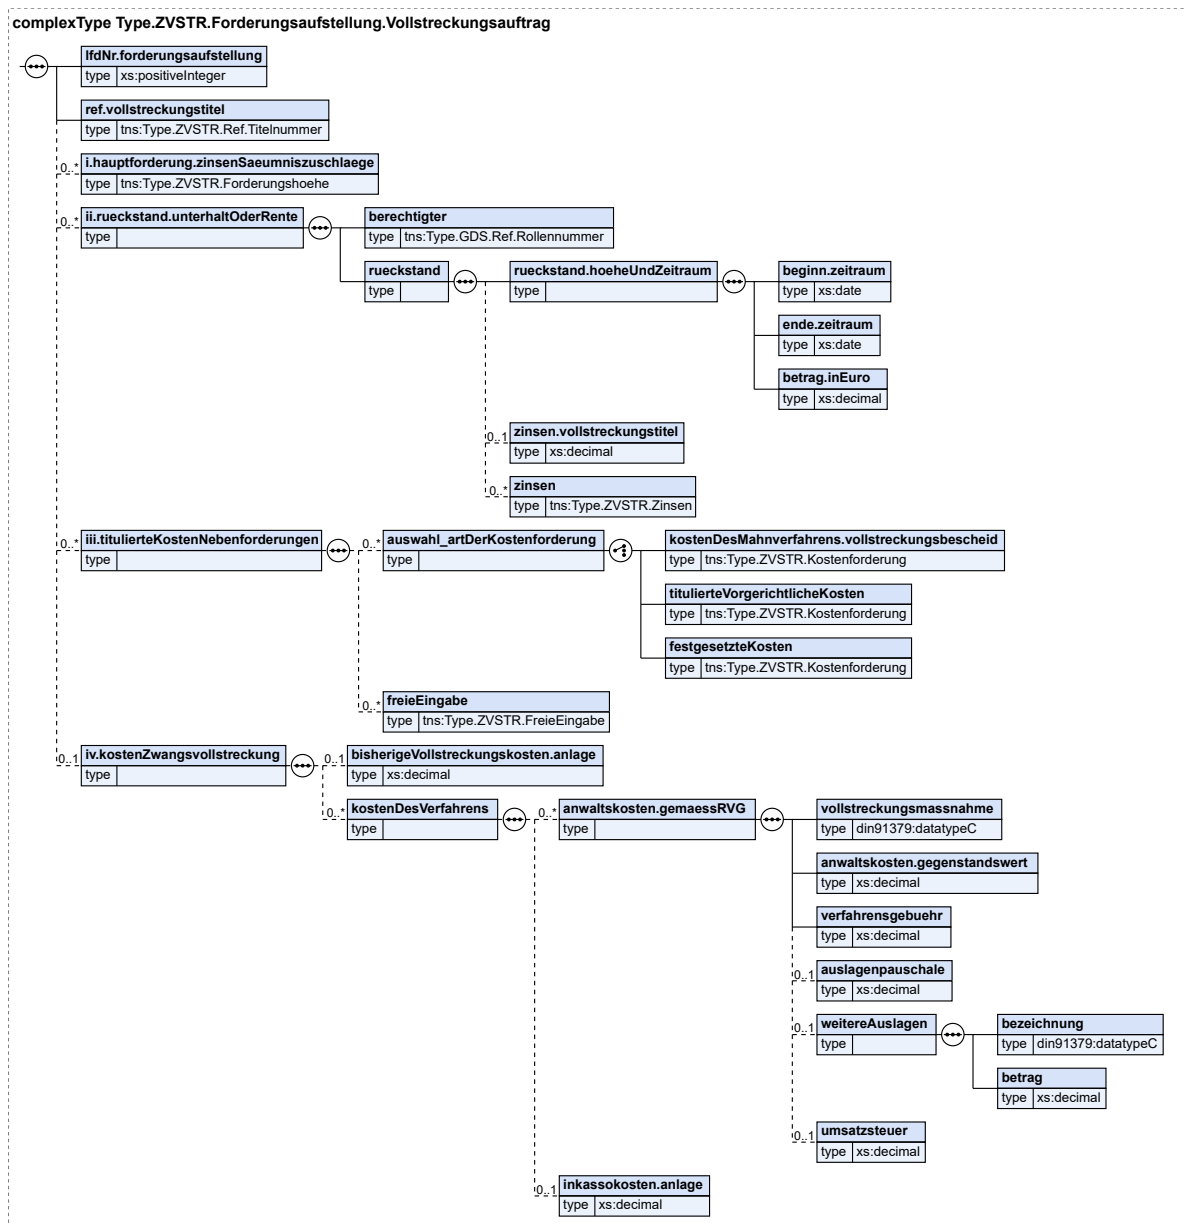 complexType Type.ZVSTR.Forderungsaufstellung.Vollstreckungsauftrag
lfdNr.forderungsaufstellung
type xs:positiveInteger
ref.vollstreckungstitel
type tns:Type.ZVSTR.Ref.Titelnummer
0..* i.hauptforderung.zinsenSaeumniszuschlaege
type tns:Type.ZVSTR.Forderungshoehe
0..* ii.rueckstand.unterhaltOderRente
type
berechtigter
type tns:Type.GDS.Ref.Rollennummer
rueckstand
type
rueckstand.hoeheUndZeitraum
type
beginn.zeitraum
type xs:date
ende.zeitraum
type xs:date
betrag.inEuro
type xs:decimal
0..1 zinsen.vollstreckungstitel
type xs:decimal
0..* zinsen
type tns:Type.ZVSTR.Zinsen
0..* iii.titulierteKostenNebenforderungen
type
0..* auswahl_artDerKostenforderung
type
kostenDesMahnverfahrens.vollstreckungsbescheid
type tns:Type.ZVSTR.Kostenforderung
titulierteVorgerichtlicheKosten
type tns:Type.ZVSTR.Kostenforderung
festgesetzteKosten
type tns:Type.ZVSTR.Kostenforderung
0..* freieEingabe
type tns:Type.ZVSTR.FreieEingabe
0..1 iv.kostenZwangsvollstreckung
type
0..1 bisherigeVollstreckungskosten.anlage
type xs:decimal
0..* kostenDesVerfahrens
type
0..* anwaltskosten.gemaessRVG
type
vollstreckungsmassnahme
type din91379:datatypeC
anwaltskosten.gegenstandswert
type xs:decimal
verfahrensgebuehr
type xs:decimal
0..1 auslagenpauschale
type xs:decimal
0..1 weitereAuslagen
type
bezeichnung
type din91379:datatypeC
betrag
type xs:decimal
0..1 umsatzsteuer
type xs:decimal
0..1 inkassokosten.anlage
type xs:decimal